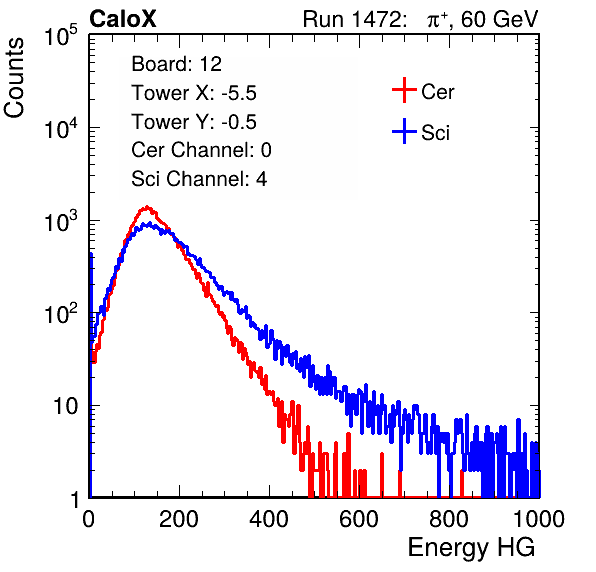 CaloX Run 1472: π⁺, 60 GeV
Counts
Board: 12
Tower X: -5.5
Tower Y: -0.5
Cer Channel: 0
Sci Channel: 4
Cer
Sci
10⁵
10⁴
10³
10²
10
1
0 200 400 600 800 1000
Energy HG